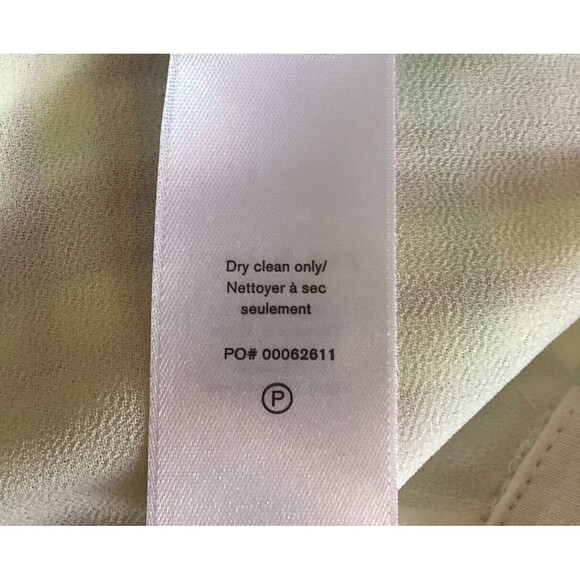 Dry clean only/
Nettoyer à sec
seulement
PO# 00062611
P